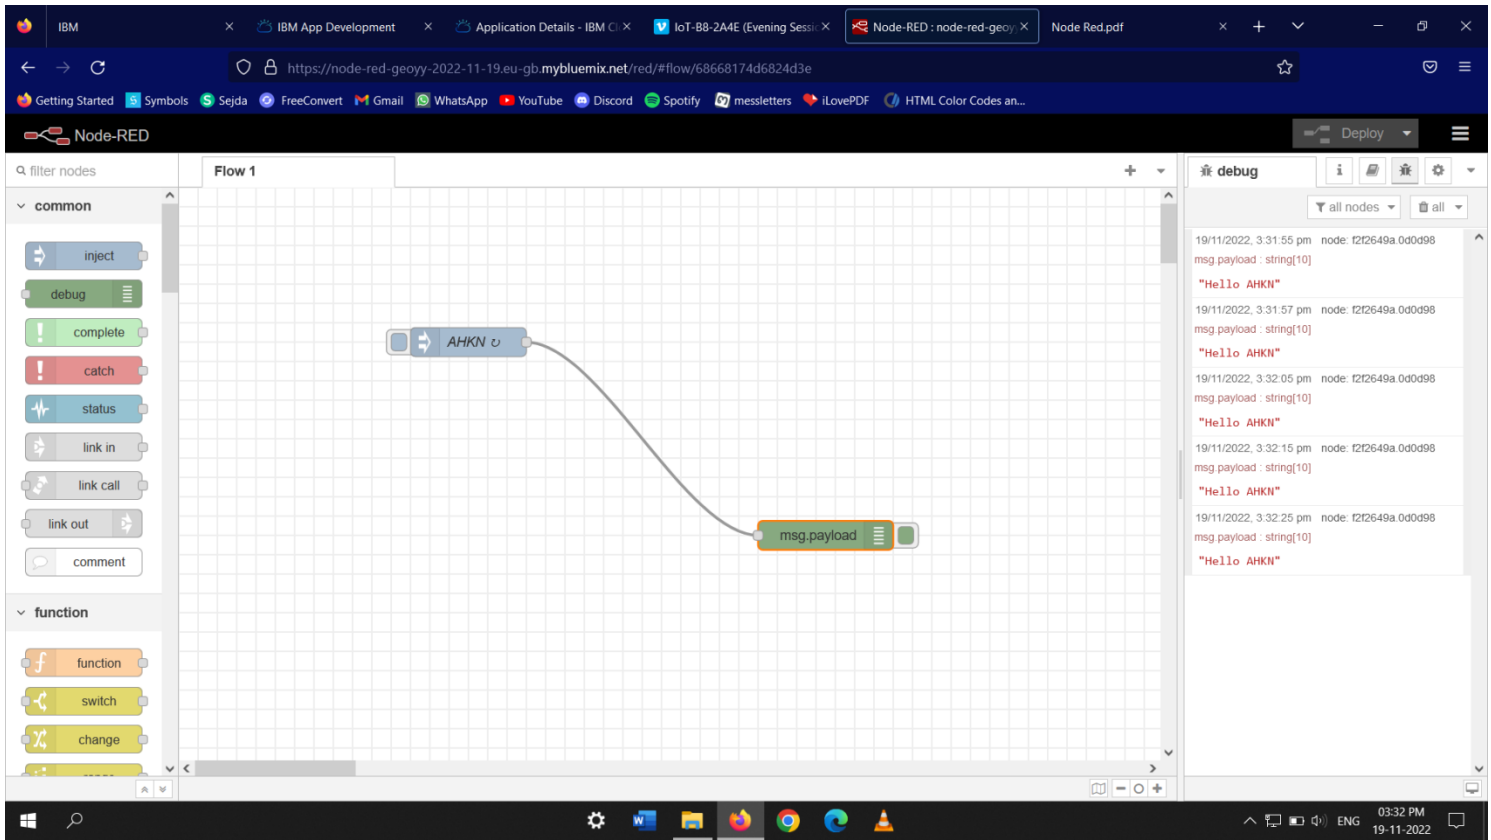 IBM
IBM App Development
Application Details - IBM Cl
IoT-B8-2A4E (Evening Sessic
Node-RED : node-red-geoyy
Node Red.pdf
https://node-red-geoyy-2022-11-19.eu-gb.mybluemix.net/red/#flow/68668174d6824d3e
Getting Started
Symbols
Sejda
FreeConvert
Gmail
WhatsApp
YouTube
Discord
Spotify
messletters
iLovePDF
HTML Color Codes an...
Node-RED
Deploy
filter nodes
Flow 1
debug
all nodes
all
common
inject
debug
complete
catch
status
link in
link call
link out
comment
function
function
switch
change
AHKN ↻
msg.payload
19/11/2022, 3:31:55 pm node: f2f2649a.0d0d98
msg.payload : string[10]
"Hello AHKN"
19/11/2022, 3:31:57 pm node: f2f2649a.0d0d98
msg.payload : string[10]
"Hello AHKN"
19/11/2022, 3:32:05 pm node: f2f2649a.0d0d98
msg.payload : string[10]
"Hello AHKN"
19/11/2022, 3:32:15 pm node: f2f2649a.0d0d98
msg.payload : string[10]
"Hello AHKN"
19/11/2022, 3:32:25 pm node: f2f2649a.0d0d98
msg.payload : string[10]
"Hello AHKN"
ENG
03:32 PM
19-11-2022